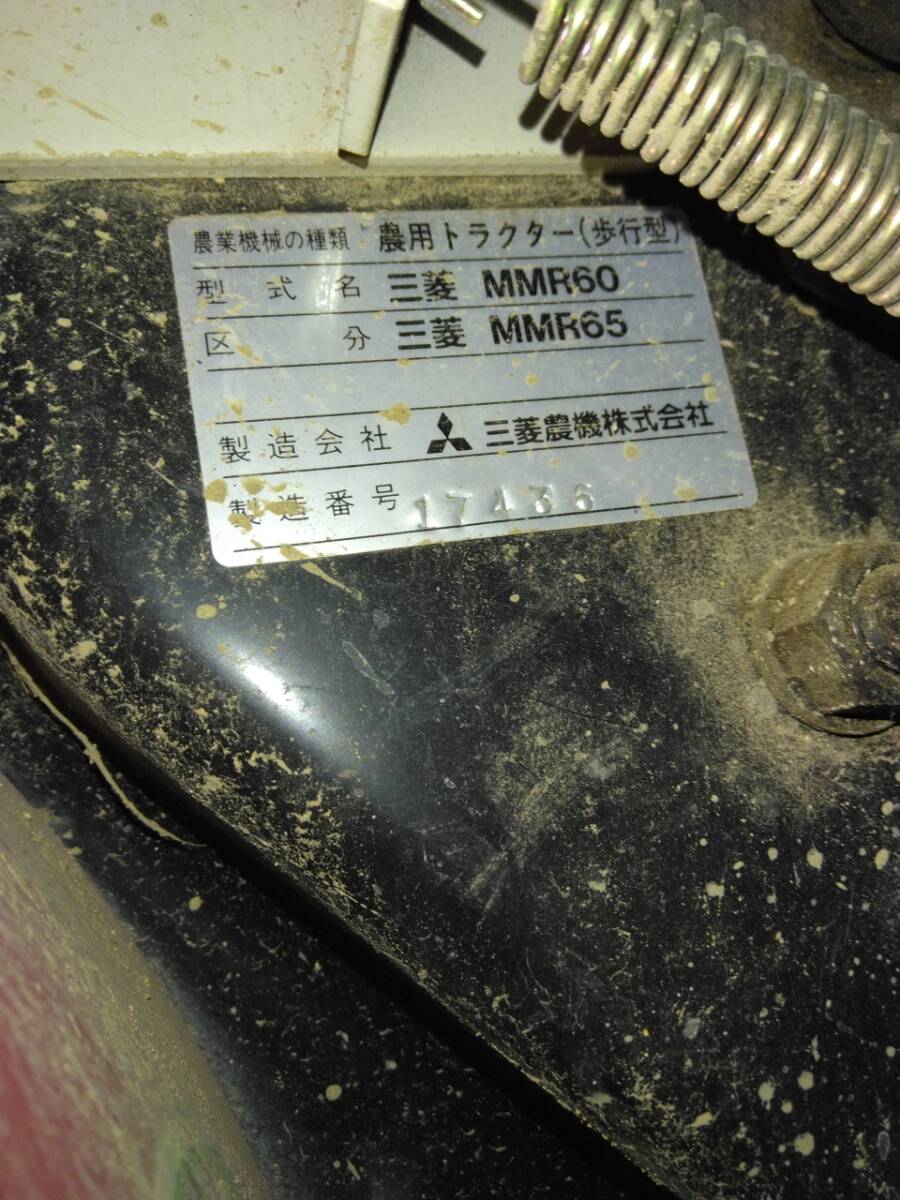 農業機械の種類 農用トラクター(歩行型)
型式名 三菱 MMR60
区分 三菱 MMR65
製造会社 三菱農機株式会社
製造番号 17436